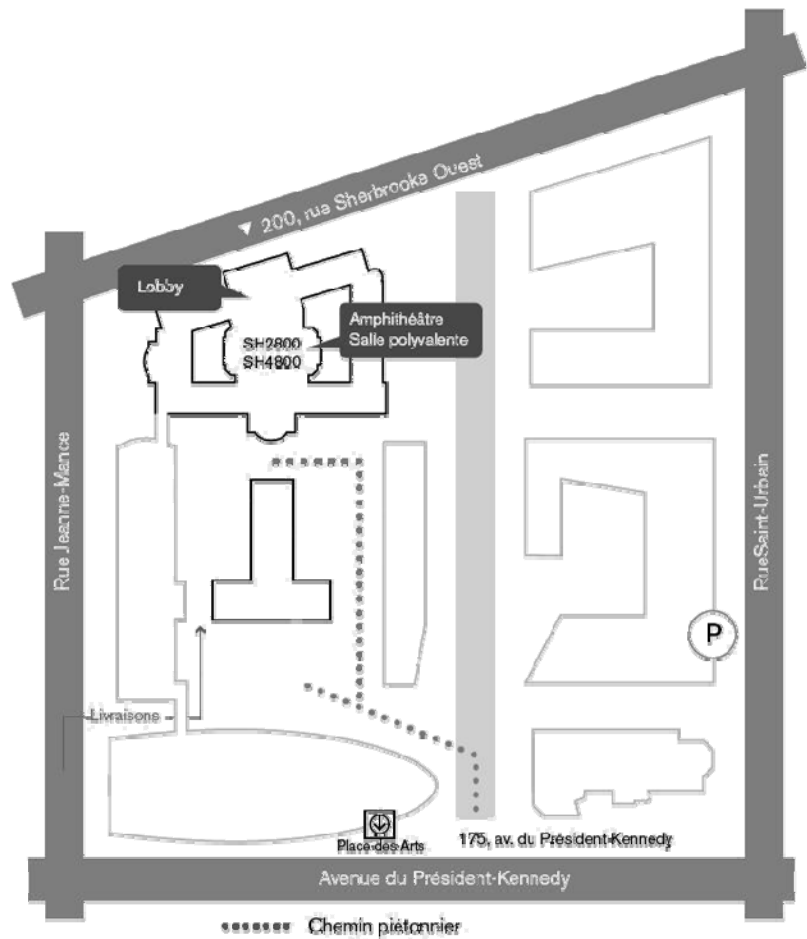 ▼ 200, rue Sherbrooke Ouest
Lobby
Amphithéâtre
Salle polyvalente
SH2800
SH4800
Rue Jeanne-Mance
Rue Saint-Urbain
P
Livraisons
Place des Arts
175, av. du Président-Kennedy
Avenue du Président-Kennedy
Chemin piétonnier